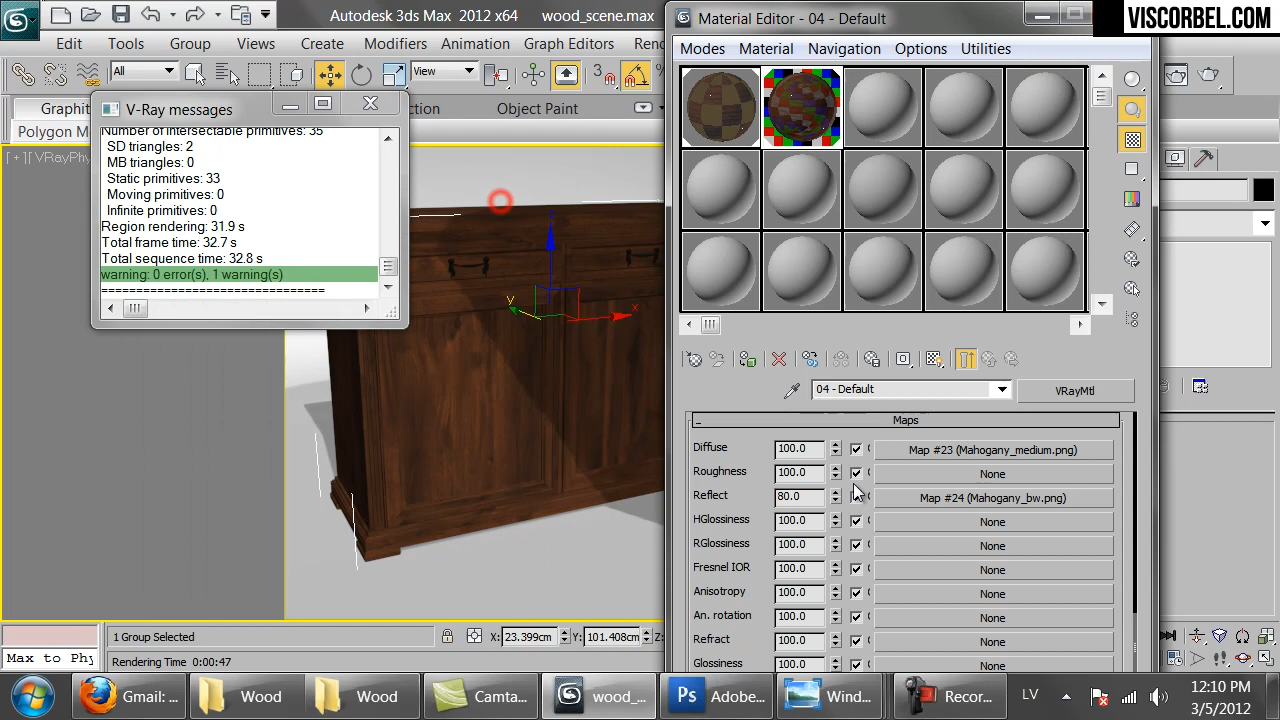 Autodesk 3ds Max 2012 x64 wood_scene.max
Material Editor - 04 - Default
VISCORBEL.COM
Edit Tools Group Views Create Modifiers Animation Graph Editors
Modes Material Navigation Options Utilities
All
View
3
Object Paint
V-Ray messages
Number of intersectable primitives: 35
SD triangles: 2
MB triangles: 0
Static primitives: 33
Moving primitives: 0
Infinite primitives: 0
Region rendering: 31.9 s
Total frame time: 32.7 s
Total sequence time: 32.8 s
warning: 0 error(s), 1 warning(s)
==============================
z
y
x
04 - Default
VRayMtl
Maps
Diffuse 100.0 Map #23 (Mahogany_medium.png)
Roughness 100.0 None
Reflect 80.0 Map #24 (Mahogany_bw.png)
HGlossiness 100.0 None
RGlossiness 100.0 None
Fresnel IOR 100.0 None
Anisotropy 100.0 None
An. rotation 100.0 None
Refract 100.0 None
Glossiness 100.0 None
1 Group Selected
X: 23.399cm Y: 101.408cm Z:
Max to Phy
Rendering Time 0:00:47
Gmail: ... Wood Wood Camta... wood_... Adobe... Wind... Recor... LV
12:10 PM
3/5/2012